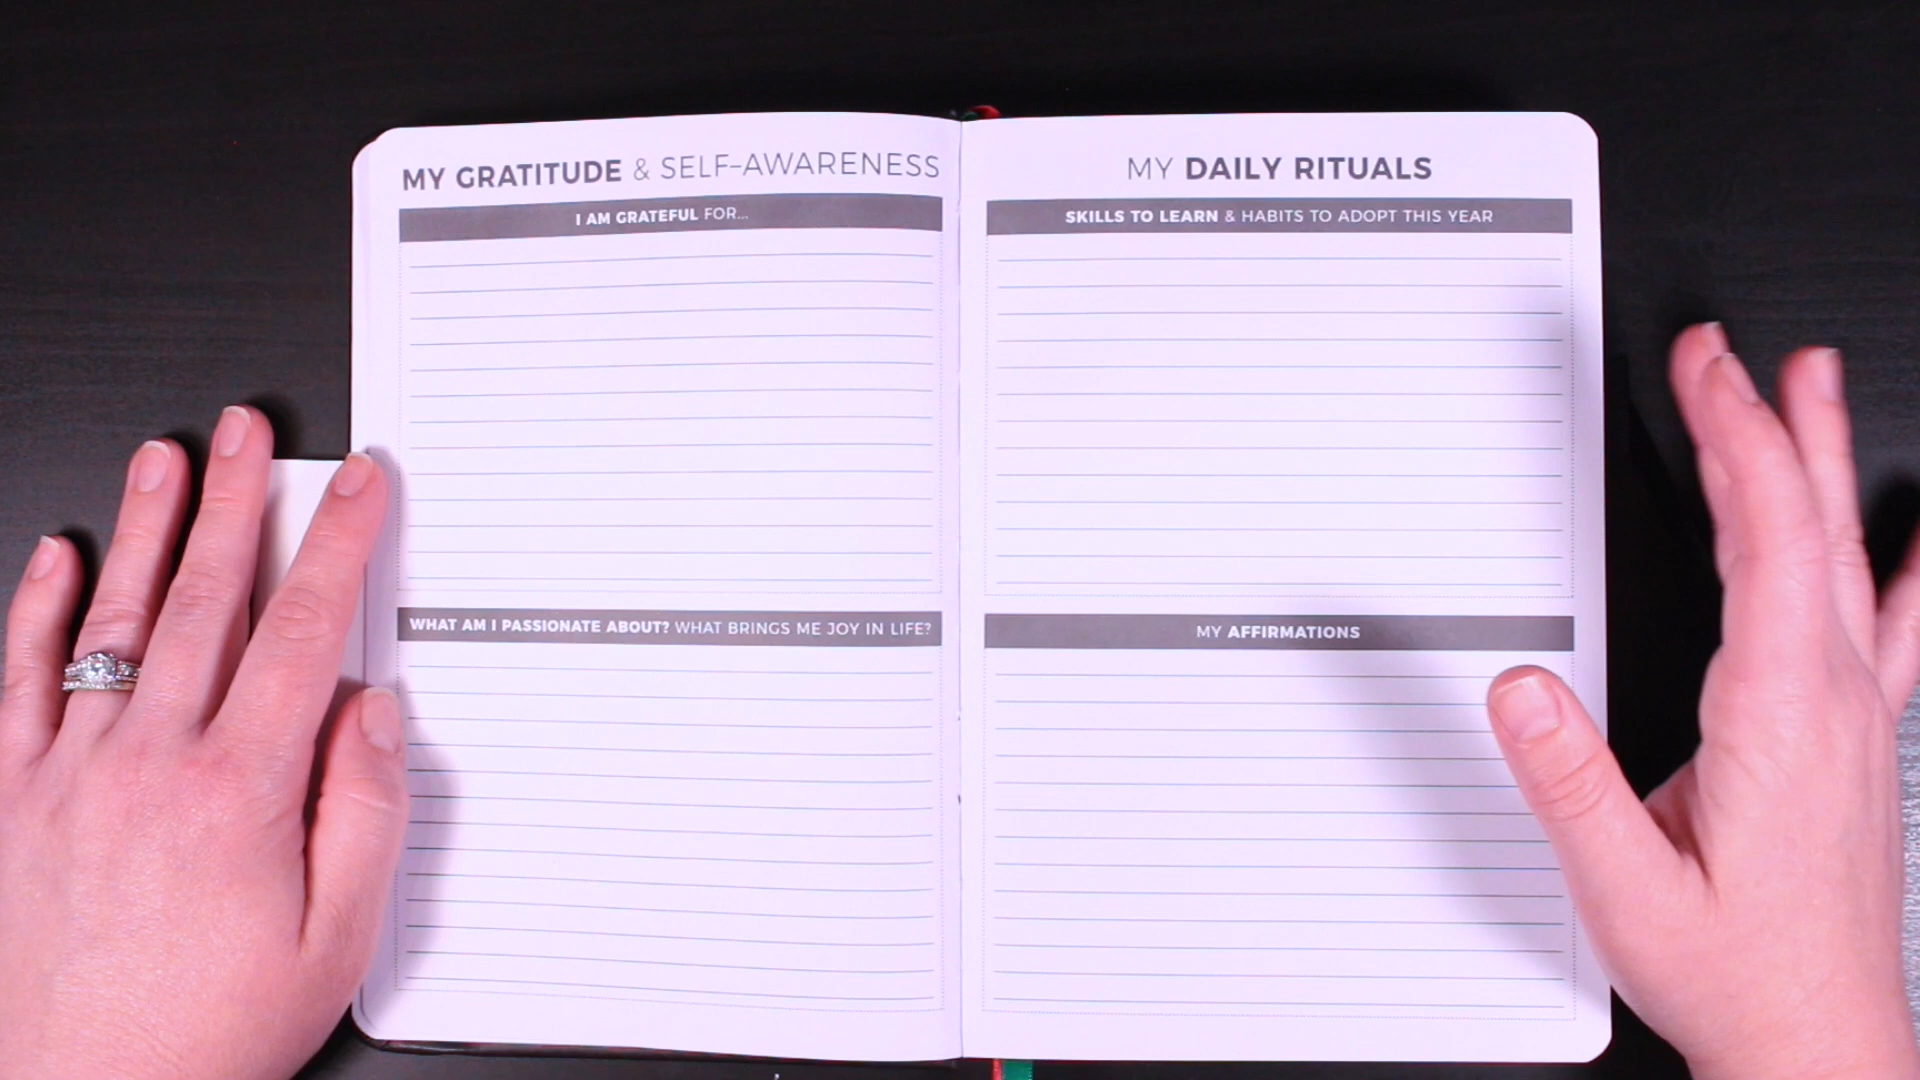 MY GRATITUDE & SELF-AWARENESS
I AM GRATEFUL FOR...
WHAT AM I PASSIONATE ABOUT? WHAT BRINGS ME JOY IN LIFE?
MY DAILY RITUALS
SKILLS TO LEARN & HABITS TO ADOPT THIS YEAR
MY AFFIRMATIONS